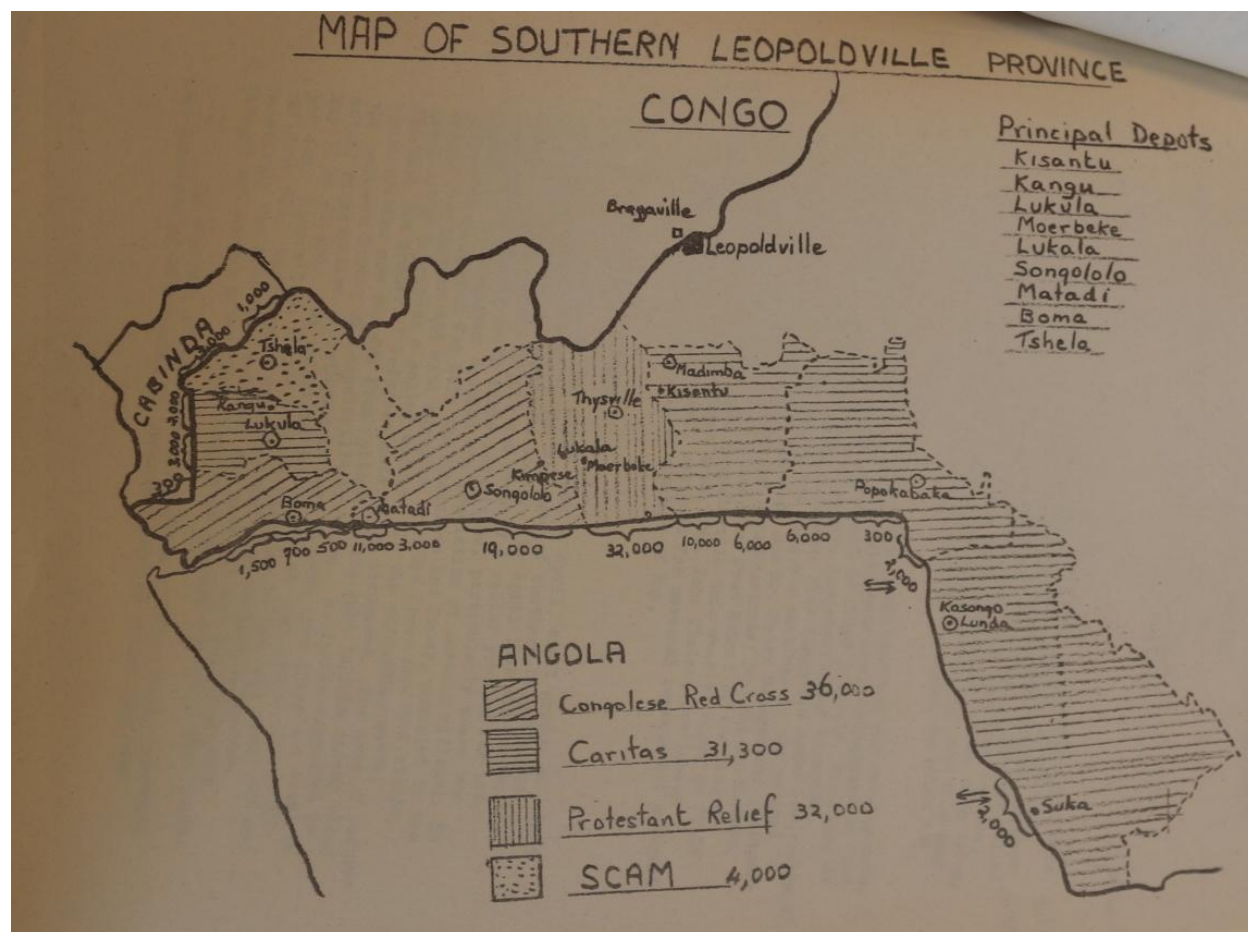 MAP OF SOUTHERN LEOPOLDVILLE PROVINCE
CONGO
Principal Depots
Kisantu
Kangu
Lukula
Moerbeke
Lukala
Songololo
Matadi
Boma
Tshela
Leopoldville
CABINDA
1,000
Tshela
Kangu
Lukula
2,000
3,000
Boma
Matadi
Songololo
Kimpese
Lukala
Moerbeke
Thysville
Madimba
Kisantu
Popokabaka
1,500
700
500
11,000
3,000
19,000
32,000
10,000
6,000
6,000
300
Kasongo
Lunda
Suka
2,000
ANGOLA
Congolese Red Cross 36,000
Caritas 31,300
Protestant Relief 32,000
SCAM 4,000